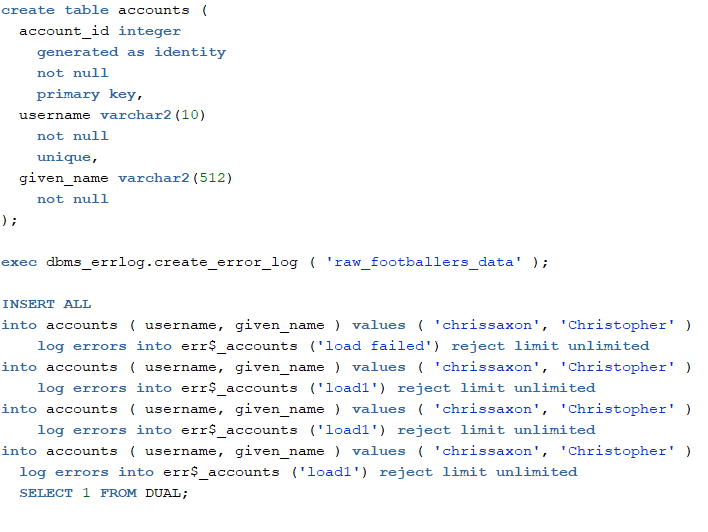 create table accounts (
  account_id integer
    generated as identity
    not null
    primary key,
  username varchar2(10)
    not null
    unique,
  given_name varchar2(512)
    not null
);

exec dbms_errlog.create_error_log ( 'raw_footballers_data' );

INSERT ALL
into accounts ( username, given_name ) values ( 'chrissaxon', 'Christopher' )
    log errors into err$_accounts ('load failed') reject limit unlimited
into accounts ( username, given_name ) values ( 'chrissaxon', 'Christopher' )
    log errors into err$_accounts ('load1') reject limit unlimited
into accounts ( username, given_name ) values ( 'chrissaxon', 'Christopher' )
    log errors into err$_accounts ('load1') reject limit unlimited
into accounts ( username, given_name ) values ( 'chrissaxon', 'Christopher' )
  log errors into err$_accounts ('load1') reject limit unlimited
  SELECT 1 FROM DUAL;